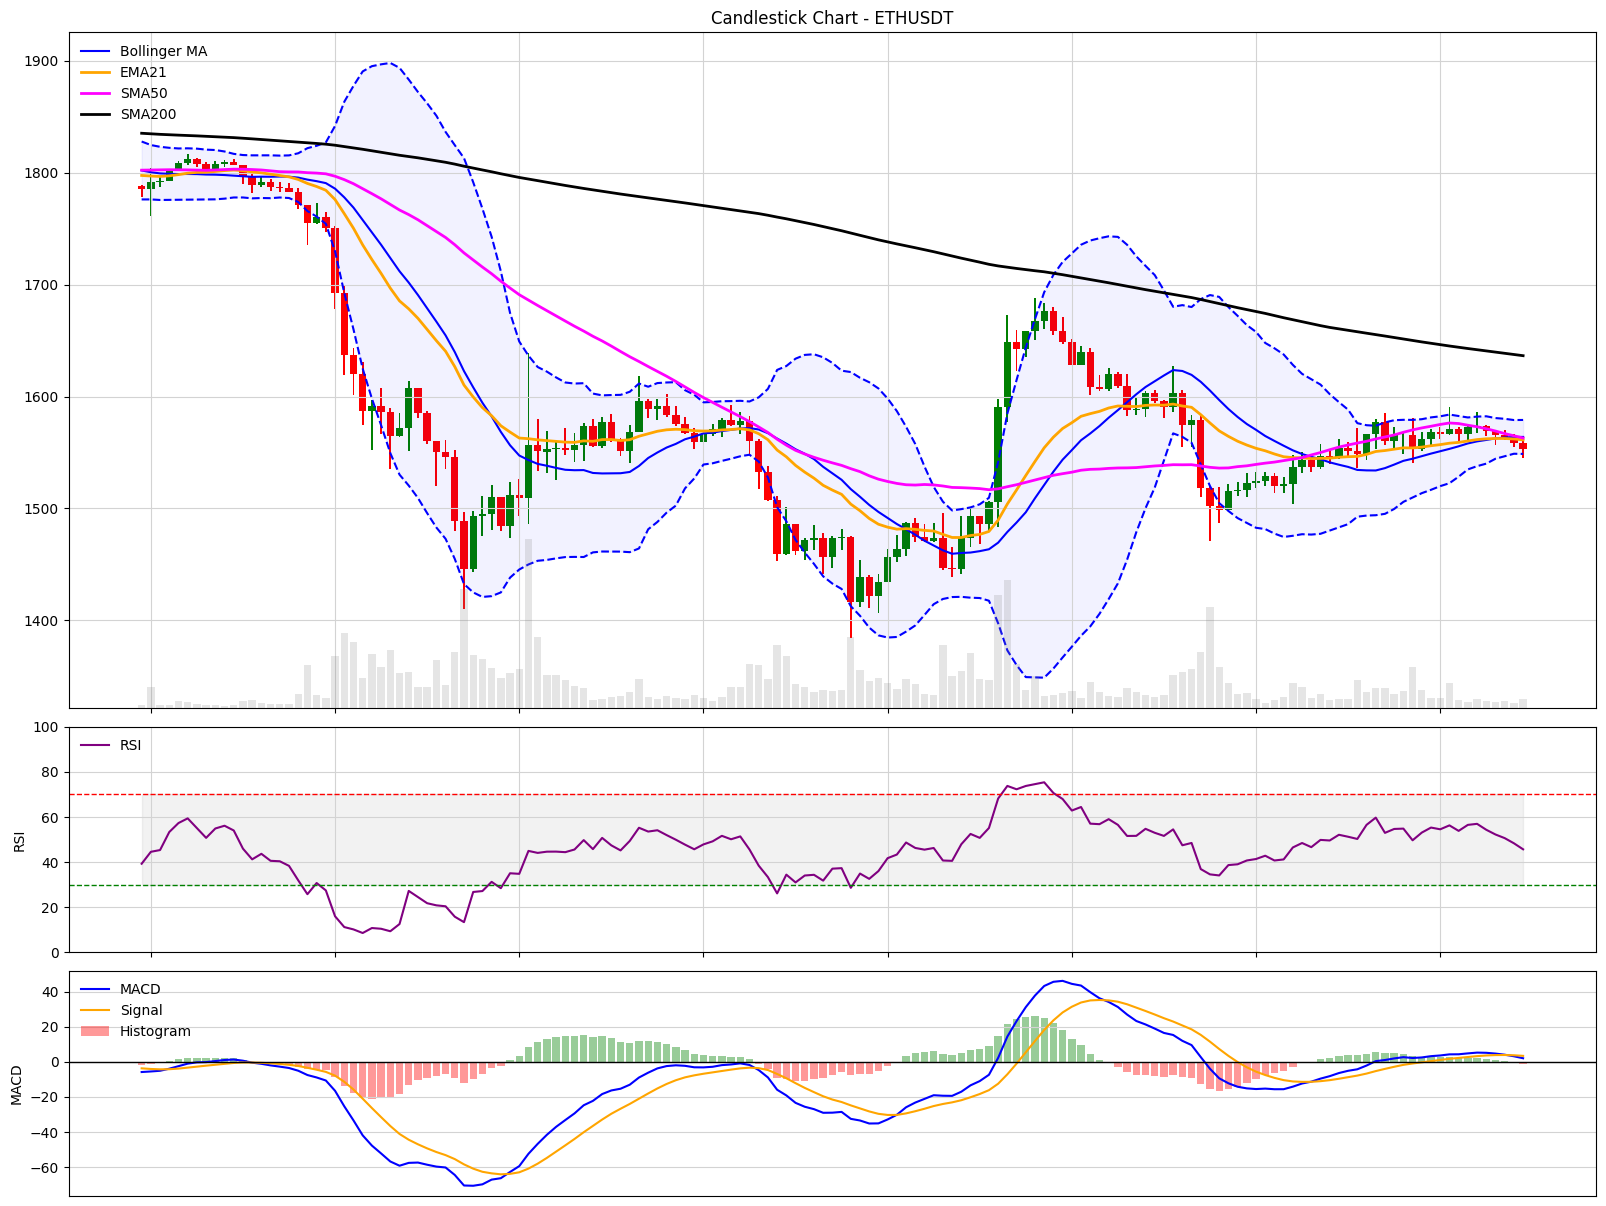 Candlestick Chart - ETHUSDT
Bollinger MA
EMA21
SMA50
SMA200
1900
1800
1700
1600
1500
1400
RSI
100
80
60
40
20
0
RSI
MACD
Signal
Histogram
40
20
0
−20
−40
−60
MACD